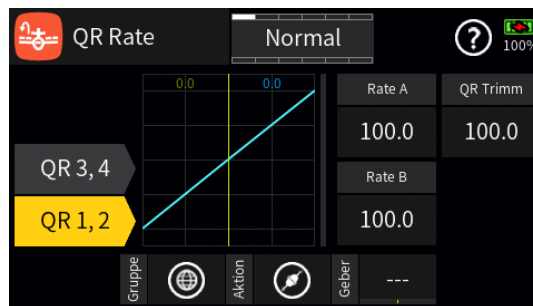 QR Rate
Normal
100%
0.0
0.0
Rate A
QR Trimm
100.0
100.0
QR 3, 4
Rate B
QR 1, 2
100.0
Gruppe
Aktion
Geber
---